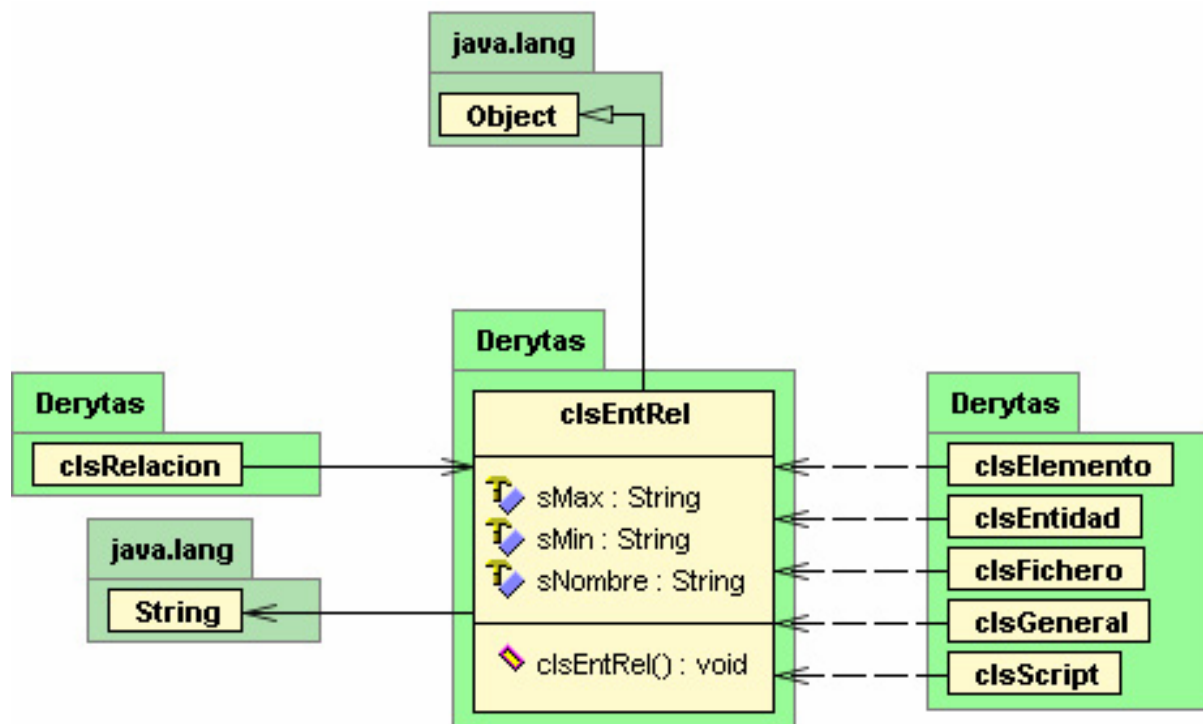 java.lang
Object
Derytas
clsEntRel
sMax : String
sMin : String
sNombre : String
clsEntRel() : void
Derytas
clsRelacion
java.lang
String
Derytas
clsElemento
clsEntidad
clsFichero
clsGeneral
clsScript